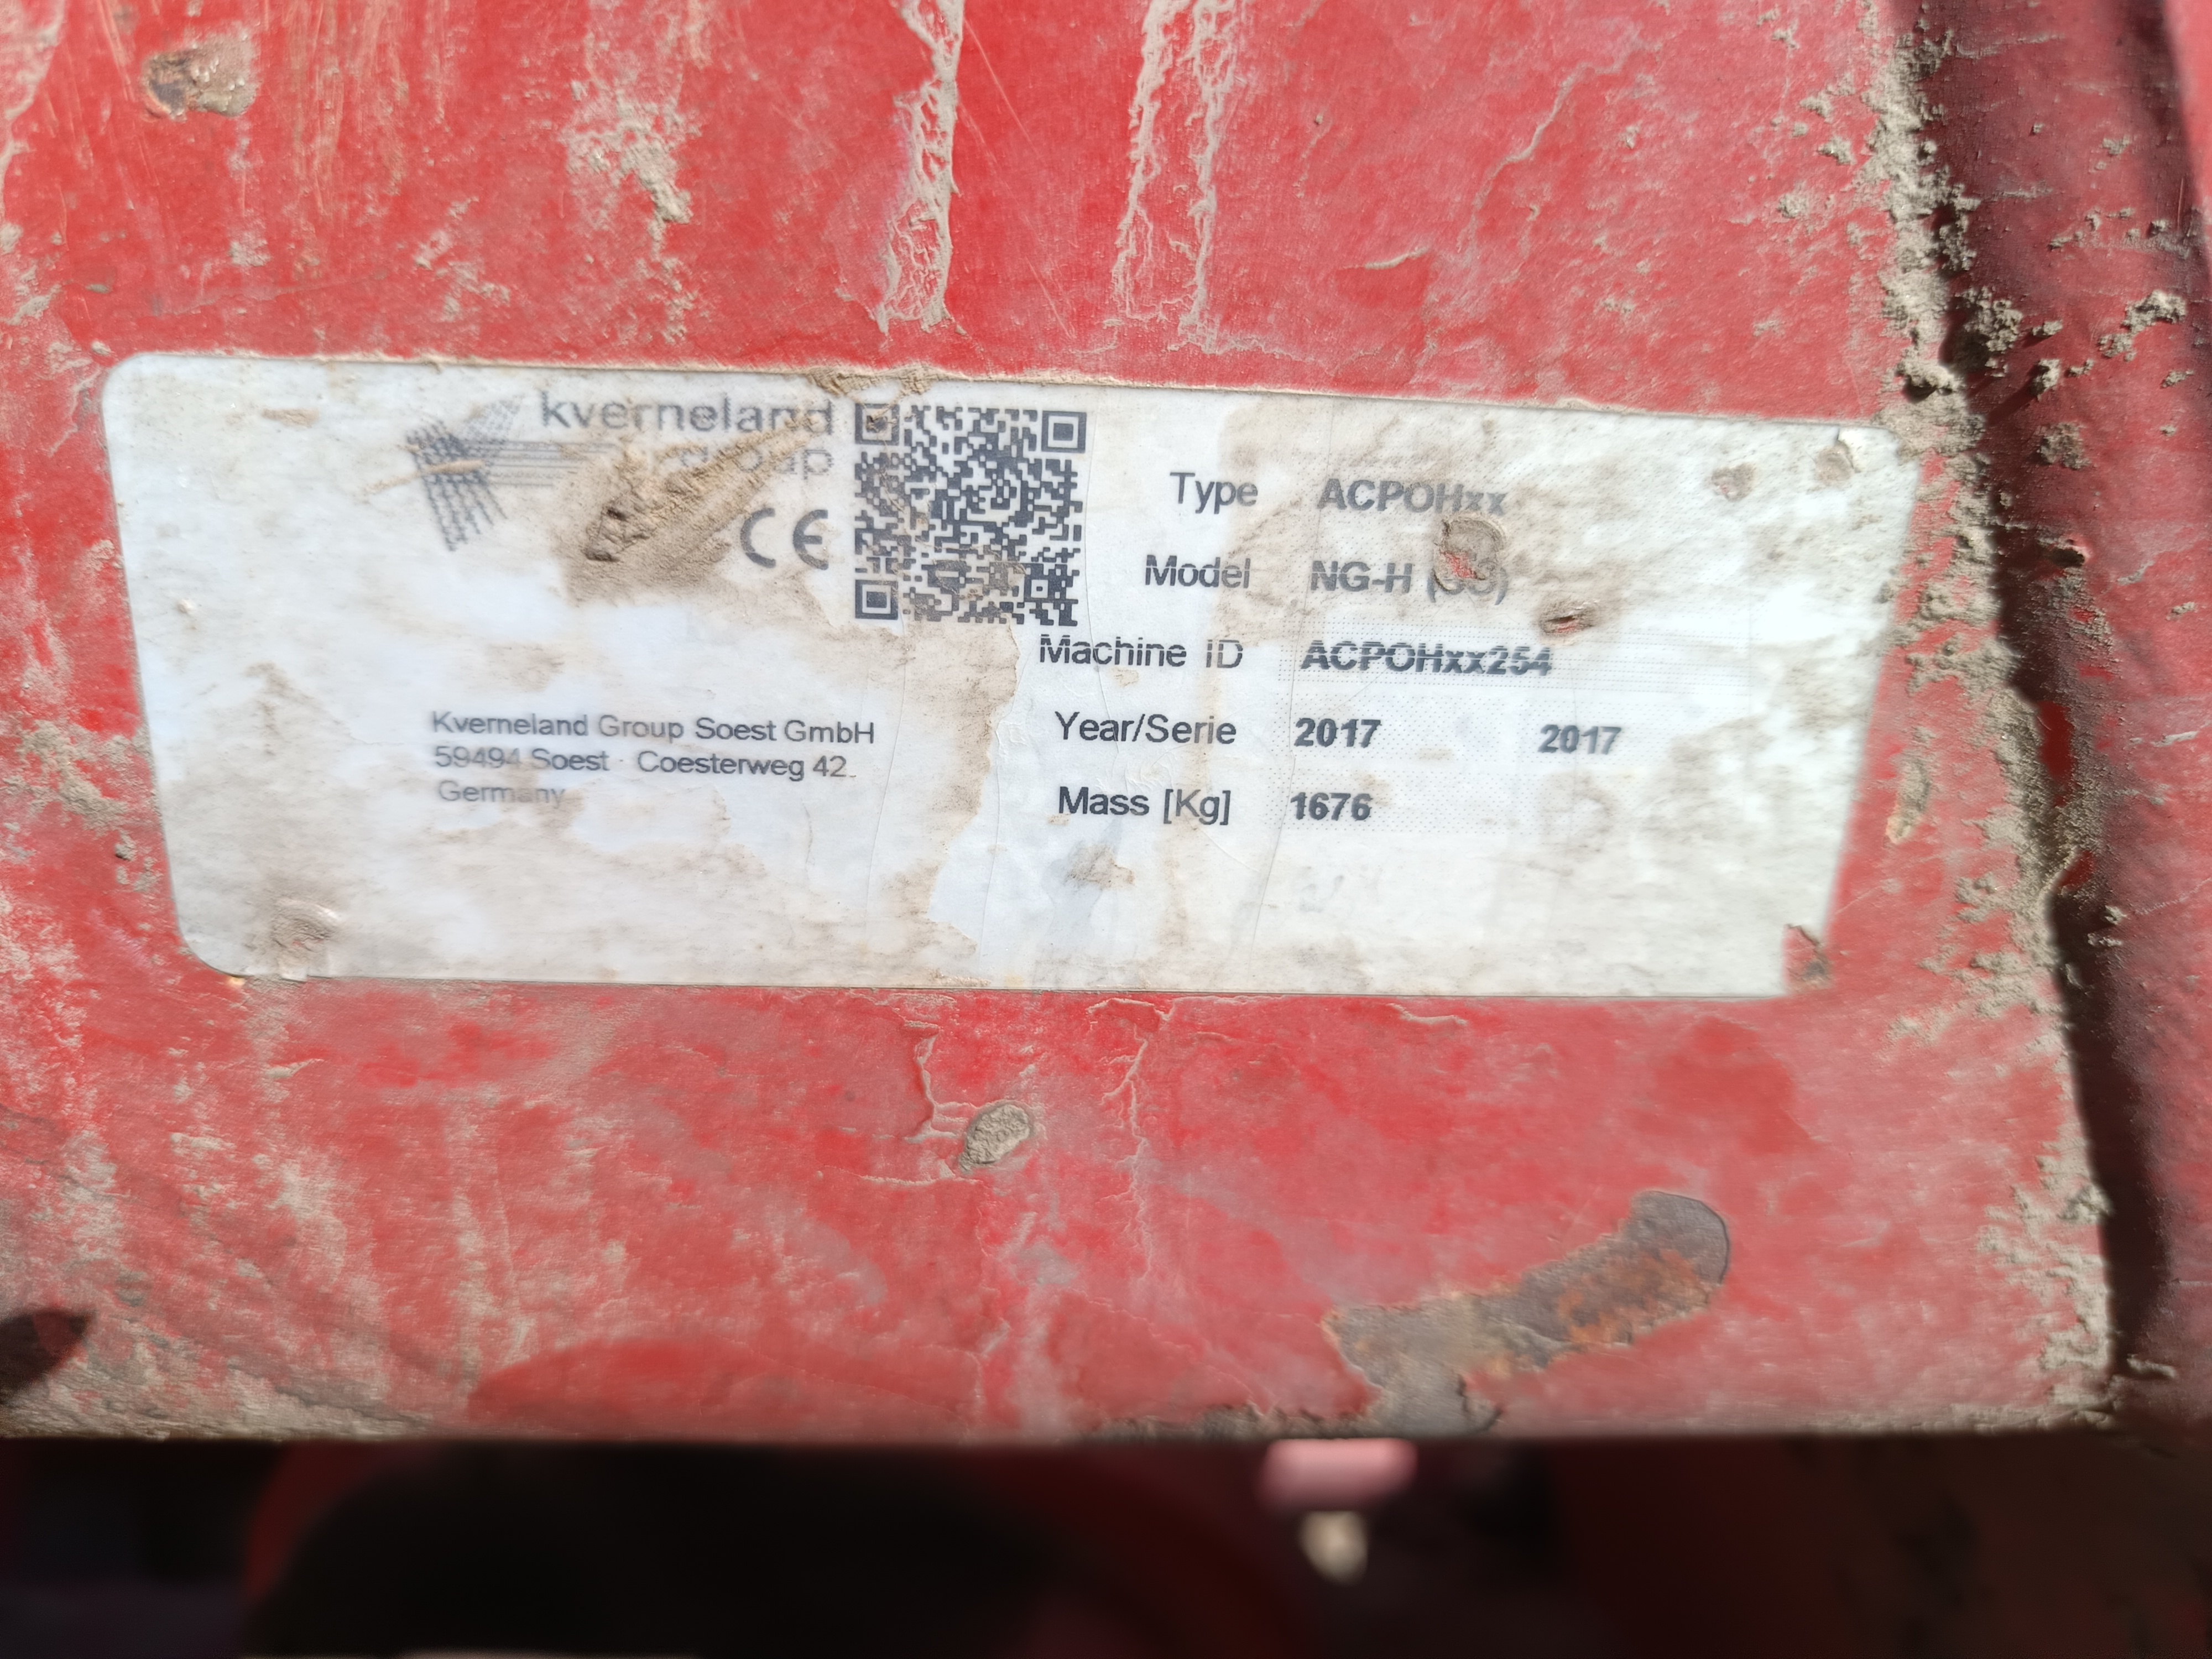 kverneland
group
CE
Type ACPOHxx
Model NG-H
Machine ID ACPOHxx254
Year/Serie 2017 2017
Mass [Kg] 1676
Kverneland Group Soest GmbH
59494 Soest · Coesterweg 42
Germany